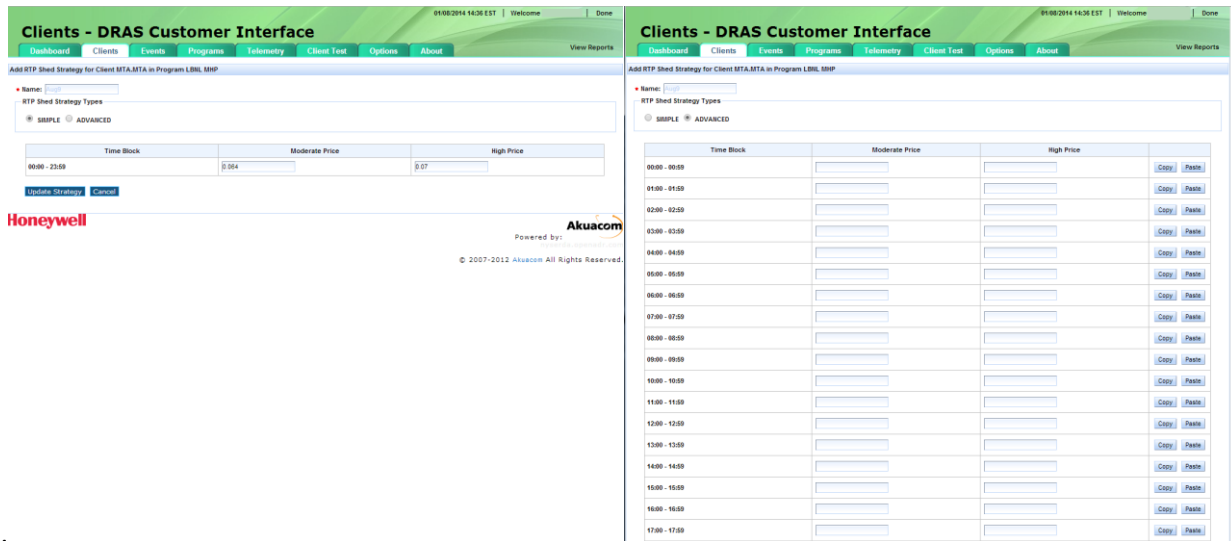 01/08/2014 14:36 EST | Welcome | Done
Clients - DRAS Customer Interface
Dashboard Clients Events Programs Telemetry Client Test Options About View Reports
Add RTP Shed Strategy for Client MTA.MTA in Program LBNL MHP
• Name: Aug9
RTP Shed Strategy Types
SIMPLE ADVANCED
Time Block Moderate Price High Price
00:00 - 23:59 0.064 0.07
Update Strategy Cancel
Honeywell
Akuacom
Powered by:
© 2007-2012 Akuacom All Rights Reserved.
01/08/2014 14:36 EST | Welcome | Done
Clients - DRAS Customer Interface
Dashboard Clients Events Programs Telemetry Client Test Options About View Reports
Add RTP Shed Strategy for Client MTA.MTA in Program LBNL MHP
• Name: Aug9
RTP Shed Strategy Types
SIMPLE ADVANCED
Time Block Moderate Price High Price
00:00 - 00:59 Copy Paste
01:00 - 01:59 Copy Paste
02:00 - 02:59 Copy Paste
03:00 - 03:59 Copy Paste
04:00 - 04:59 Copy Paste
05:00 - 05:59 Copy Paste
06:00 - 06:59 Copy Paste
07:00 - 07:59 Copy Paste
08:00 - 08:59 Copy Paste
09:00 - 09:59 Copy Paste
10:00 - 10:59 Copy Paste
11:00 - 11:59 Copy Paste
12:00 - 12:59 Copy Paste
13:00 - 13:59 Copy Paste
14:00 - 14:59 Copy Paste
15:00 - 15:59 Copy Paste
16:00 - 16:59 Copy Paste
17:00 - 17:59 Copy Paste